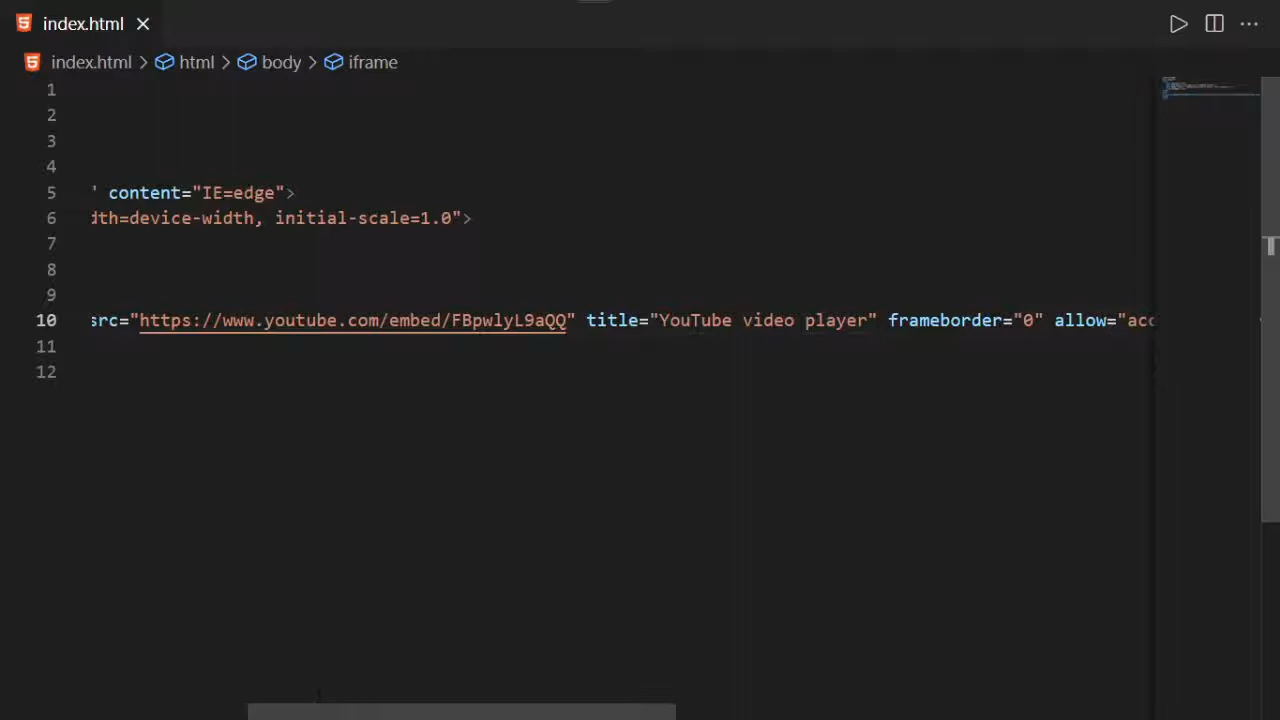 index.html
index.html > html > body > iframe
1
2
3
4
5 " content="IE=edge">
6 dth=device-width, initial-scale=1.0">
7
8
9
10 src="https://www.youtube.com/embed/FBpwlyL9aQQ" title="YouTube video player" frameborder="0" allow="acc
11
12